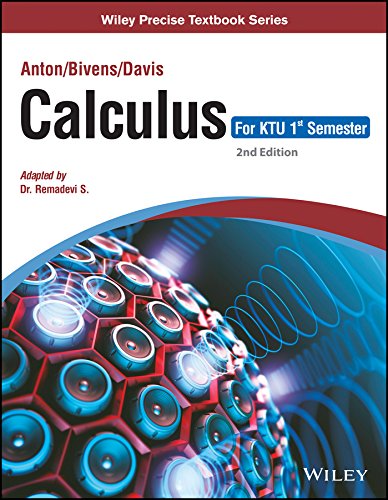 Wiley Precise Textbook Series
Anton/Bivens/Davis
Calculus For KTU 1st Semester
2nd Edition
Adapted by
Dr. Remadevi S.
WILEY